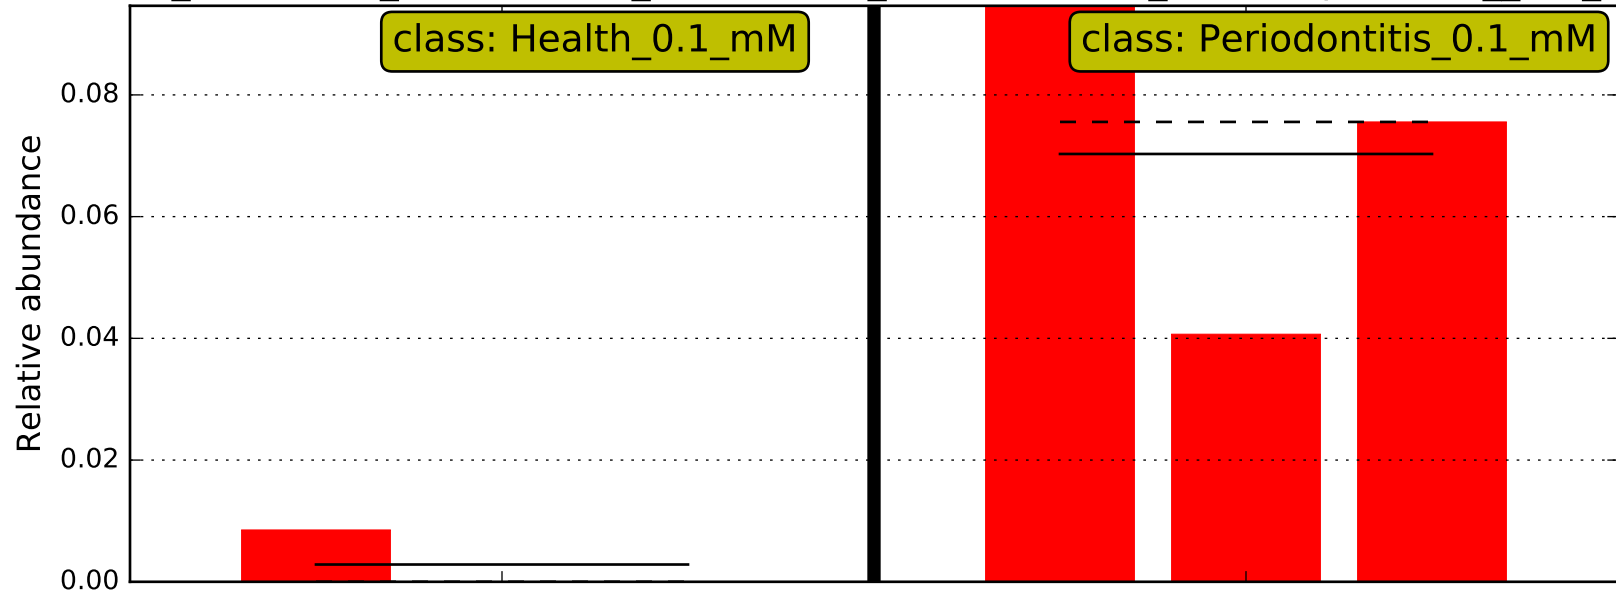 class: Health_0.1_mM
class: Periodontitis_0.1_mM
Relative abundance
0.08
0.06
0.04
0.02
0.00